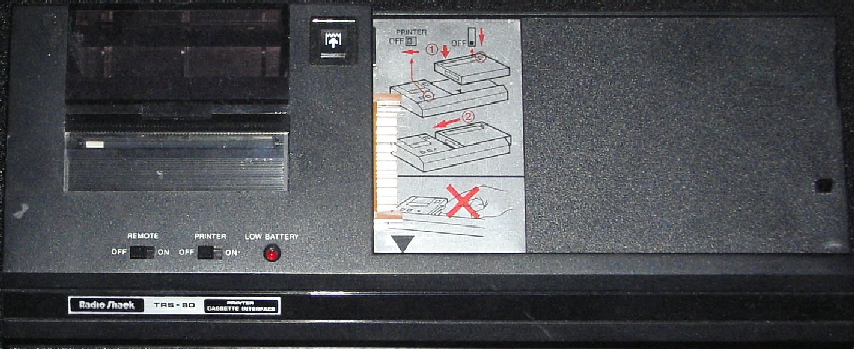 PRINTER
OFF
OFF
1
2
REMOTE PRINTER LOW BATTERY
OFF ON OFF ON
Radio Shack TRS-80 PRINTER
CASSETTE INTERFACE